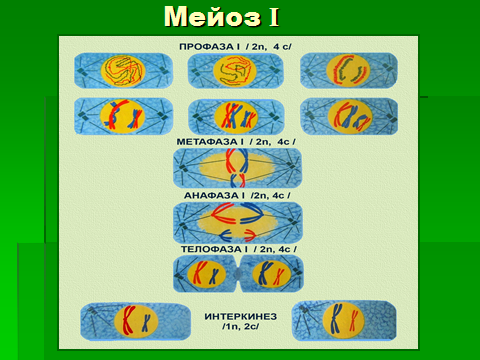 Мейоз I
ПРОФАЗА I / 2n, 4 c/
МЕТАФАЗА I / 2n, 4c /
АНАФАЗА I /2n, 4c /
ТЕЛОФАЗА I / 2n, 4c /
ИНТЕРКИНЕЗ
/1n, 2c/